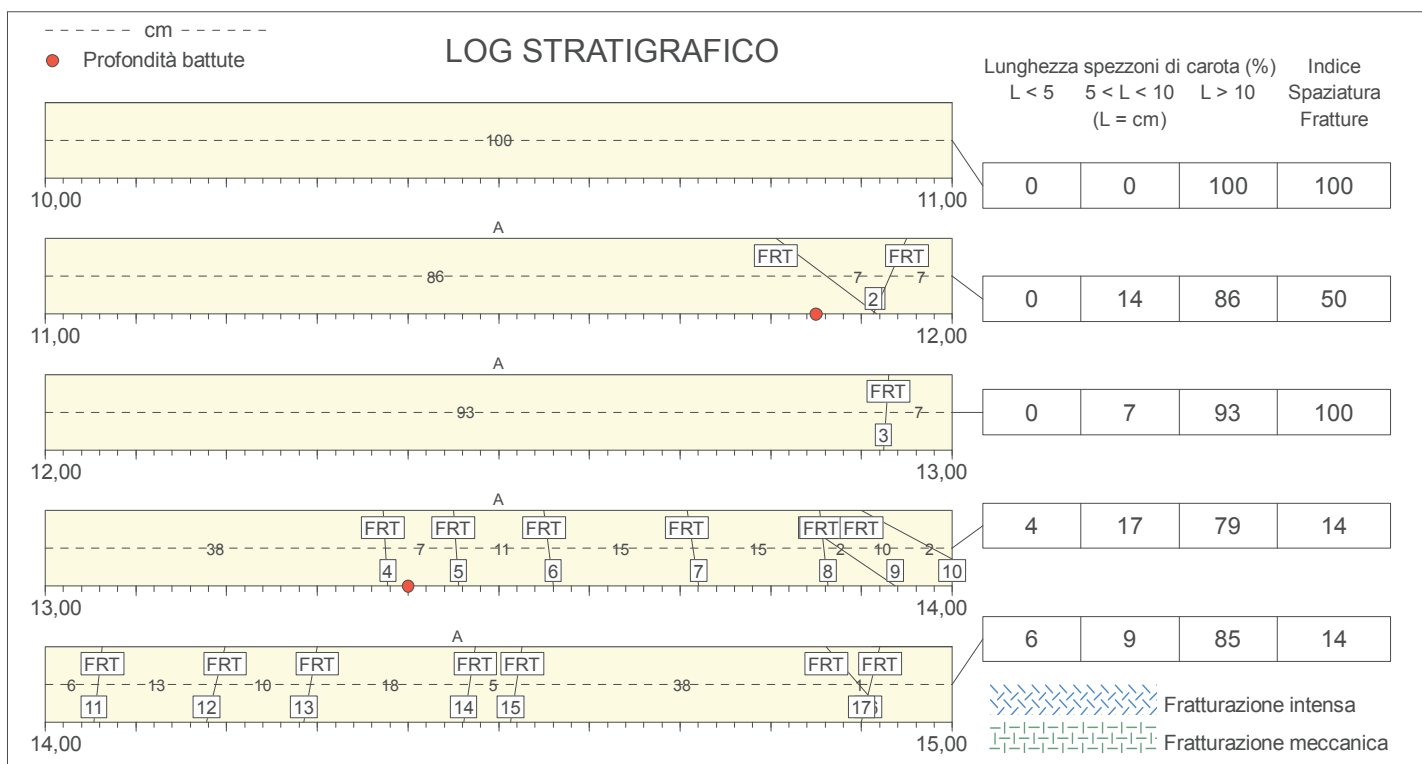 cm
Profondità battute
LOG STRATIGRAFICO
Lunghezza spezzoni di carota (%) Indice
L < 5 5 < L < 10 L > 10 Spaziatura
(L = cm) Fratture
100
10,00 11,00
0 0 100 100
A
FRT FRT
86 7 7
2
11,00 12,00
0 14 86 50
A
FRT
93 7
3
12,00 13,00
0 7 93 100
A
FRT FRT FRT FRT FRT FRT
38 7 11 15 15 2 10 2
4 5 6 7 8 9 10
13,00 14,00
4 17 79 14
A
FRT FRT FRT FRT FRT FRT FRT
6 13 10 18 5 38 1
11 12 13 14 15 17
14,00 15,00
6 9 85 14
Fratturazione intensa
Fratturazione meccanica